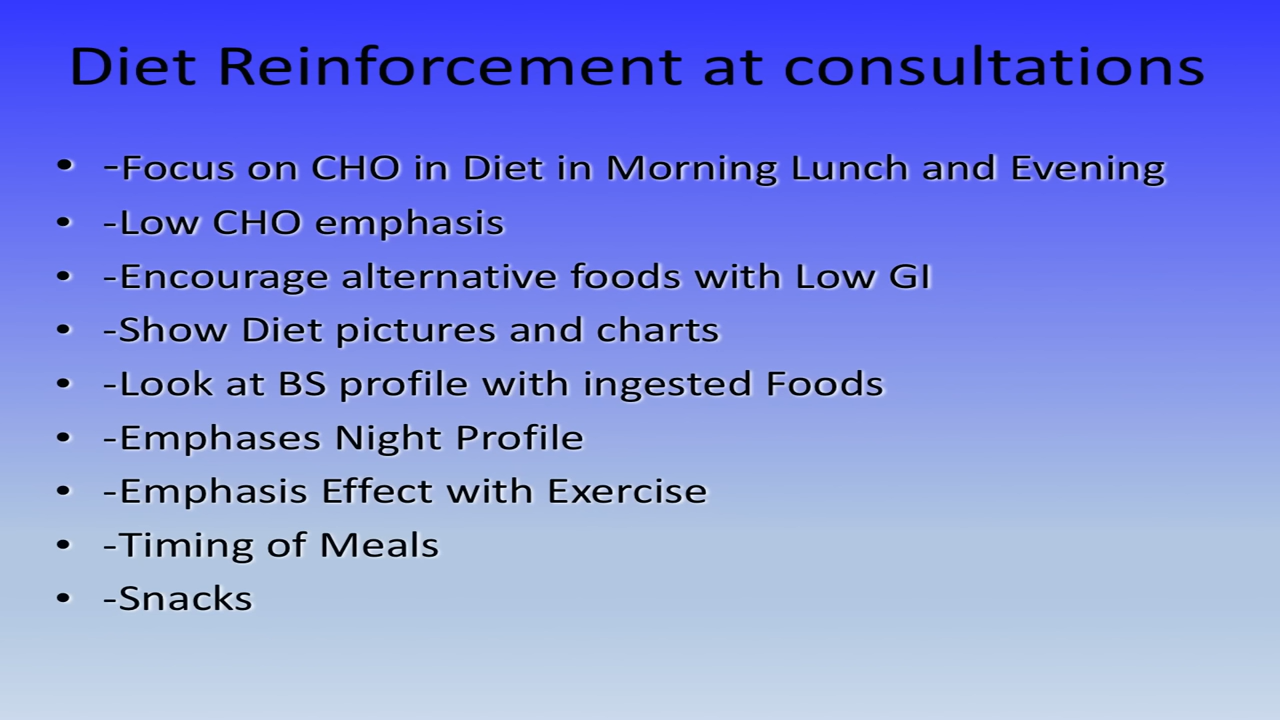 Diet Reinforcement at consultations
• -Focus on CHO in Diet in Morning Lunch and Evening
• -Low CHO emphasis
• -Encourage alternative foods with Low GI
• -Show Diet pictures and charts
• -Look at BS profile with ingested Foods
• -Emphases Night Profile
• -Emphasis Effect with Exercise
• -Timing of Meals
• -Snacks